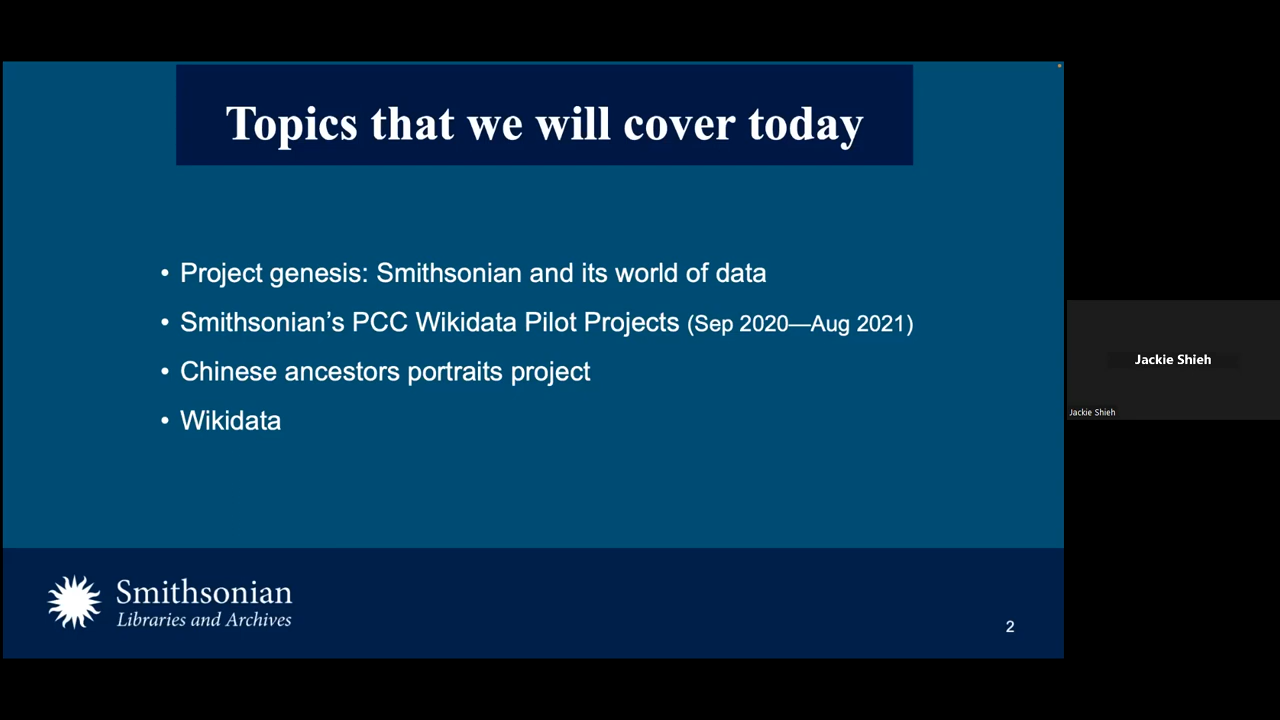 Topics that we will cover today
• Project genesis: Smithsonian and its world of data
• Smithsonian’s PCC Wikidata Pilot Projects (Sep 2020—Aug 2021)
• Chinese ancestors portraits project
• Wikidata
Smithsonian
Libraries and Archives
2
Jackie Shieh
Jackie Shieh